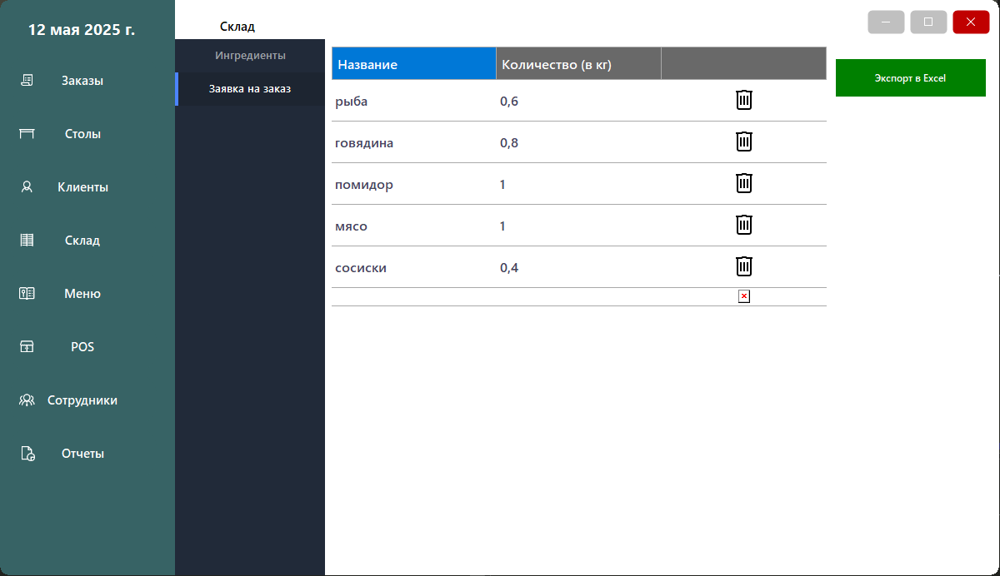 12 мая 2025 г.
Заказы
Столы
Клиенты
Склад
Меню
POS
Сотрудники
Отчеты
Склад
Ингредиенты
Заявка на заказ
Название Количество (в кг)
рыба 0,6
говядина 0,8
помидор 1
мясо 1
сосиски 0,4
Экспорт в Excel